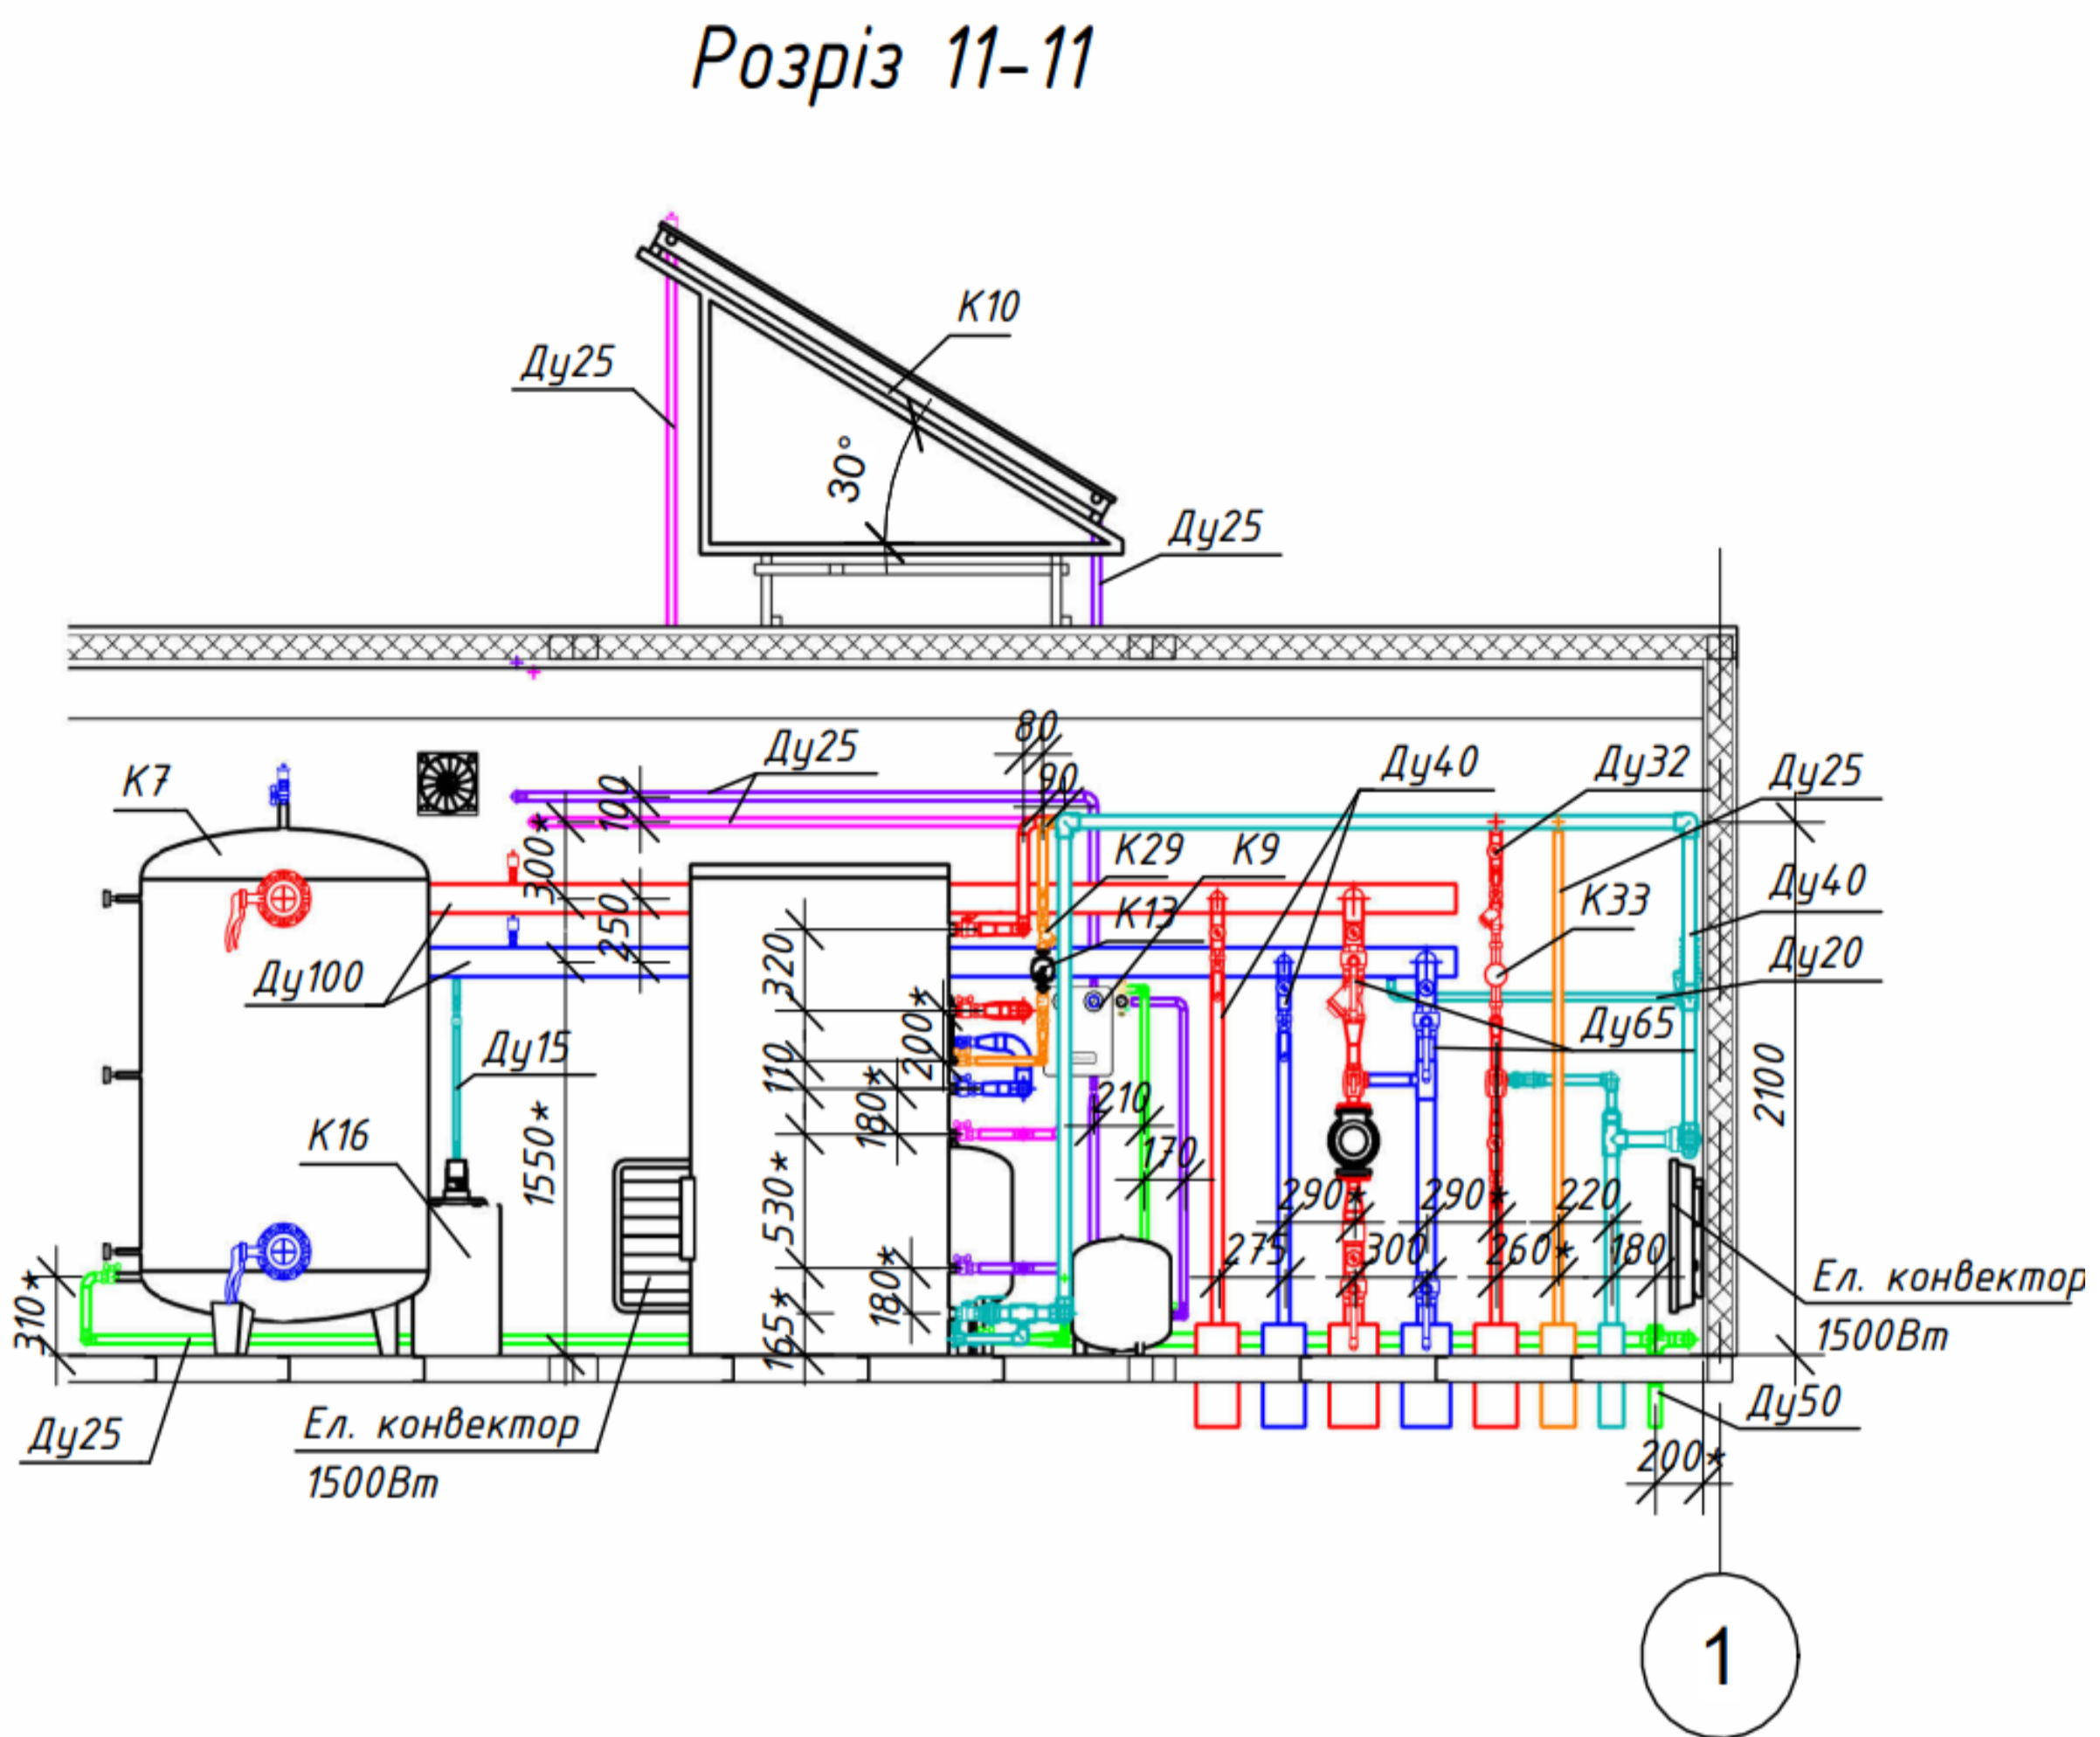 Розріз 11-11
К10
Ду25
30°
Ду25
80
Ду25
Ду40
Ду32
Ду25
К7
90
100
300*
К29
К9
Ду40
К33
К13
250
320
Ду100
Ду20
200*
Ду15
Ду65
110
180*
2100
210
К16
1550*
170
530*
290*
290*
220
275
300
260*
180
180*
Ел. конвектор
1500Вт
310*
165*
Ду50
Ду25
Ел. конвектор
1500Вт
200*
1